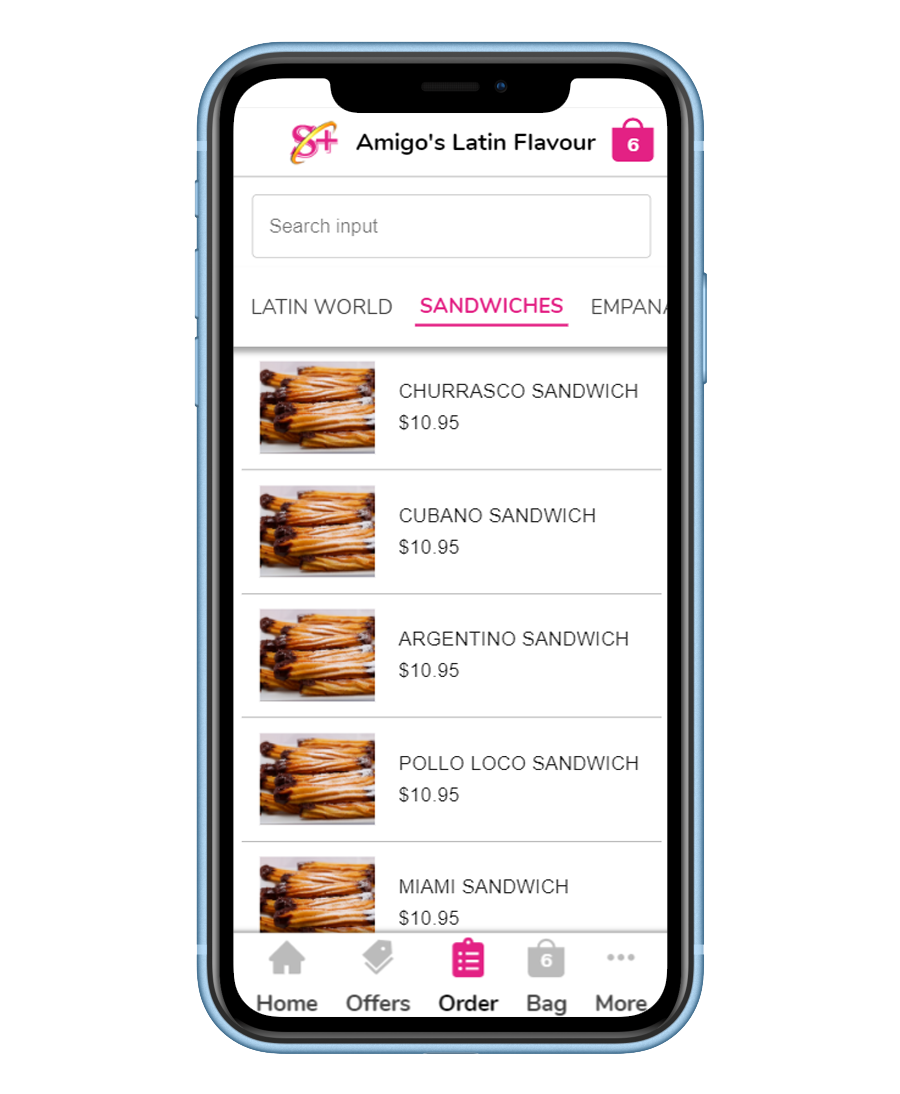 S+
Amigo's Latin Flavour
6
Search input
LATIN WORLD
SANDWICHES
EMPANA
CHURRASCO SANDWICH
$10.95
CUBANO SANDWICH
$10.95
ARGENTINO SANDWICH
$10.95
POLLO LOCO SANDWICH
$10.95
MIAMI SANDWICH
$10.95
6
Home
Offers
Order
Bag
More